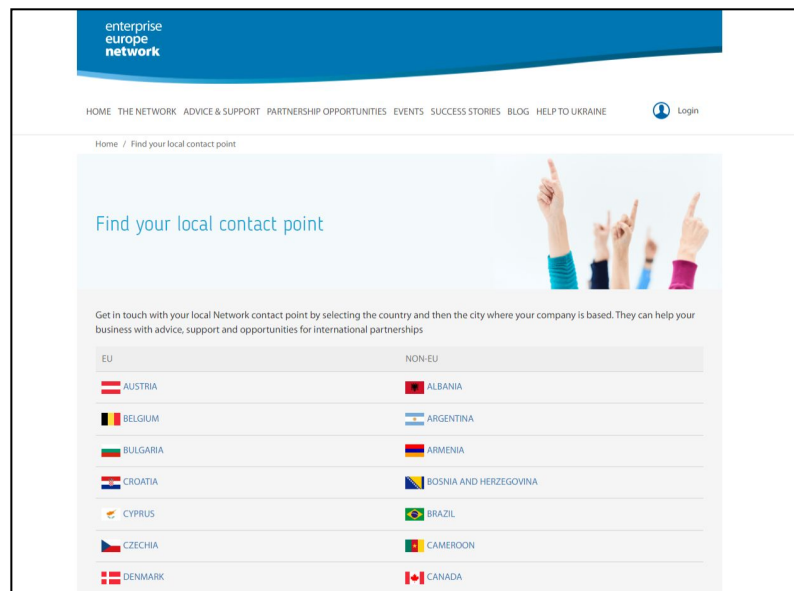 enterprise
europe
network
HOME THE NETWORK ADVICE & SUPPORT PARTNERSHIP OPPORTUNITIES EVENTS SUCCESS STORIES BLOG HELP TO UKRAINE Login
Home / Find your local contact point
Find your local contact point
Get in touch with your local Network contact point by selecting the country and then the city where your company is based. They can help your
business with advice, support and opportunities for international partnerships
EU NON-EU
AUSTRIA ALBANIA
BELGIUM ARGENTINA
BULGARIA ARMENIA
CROATIA BOSNIA AND HERZEGOVINA
CYPRUS BRAZIL
CZECHIA CAMEROON
DENMARK CANADA